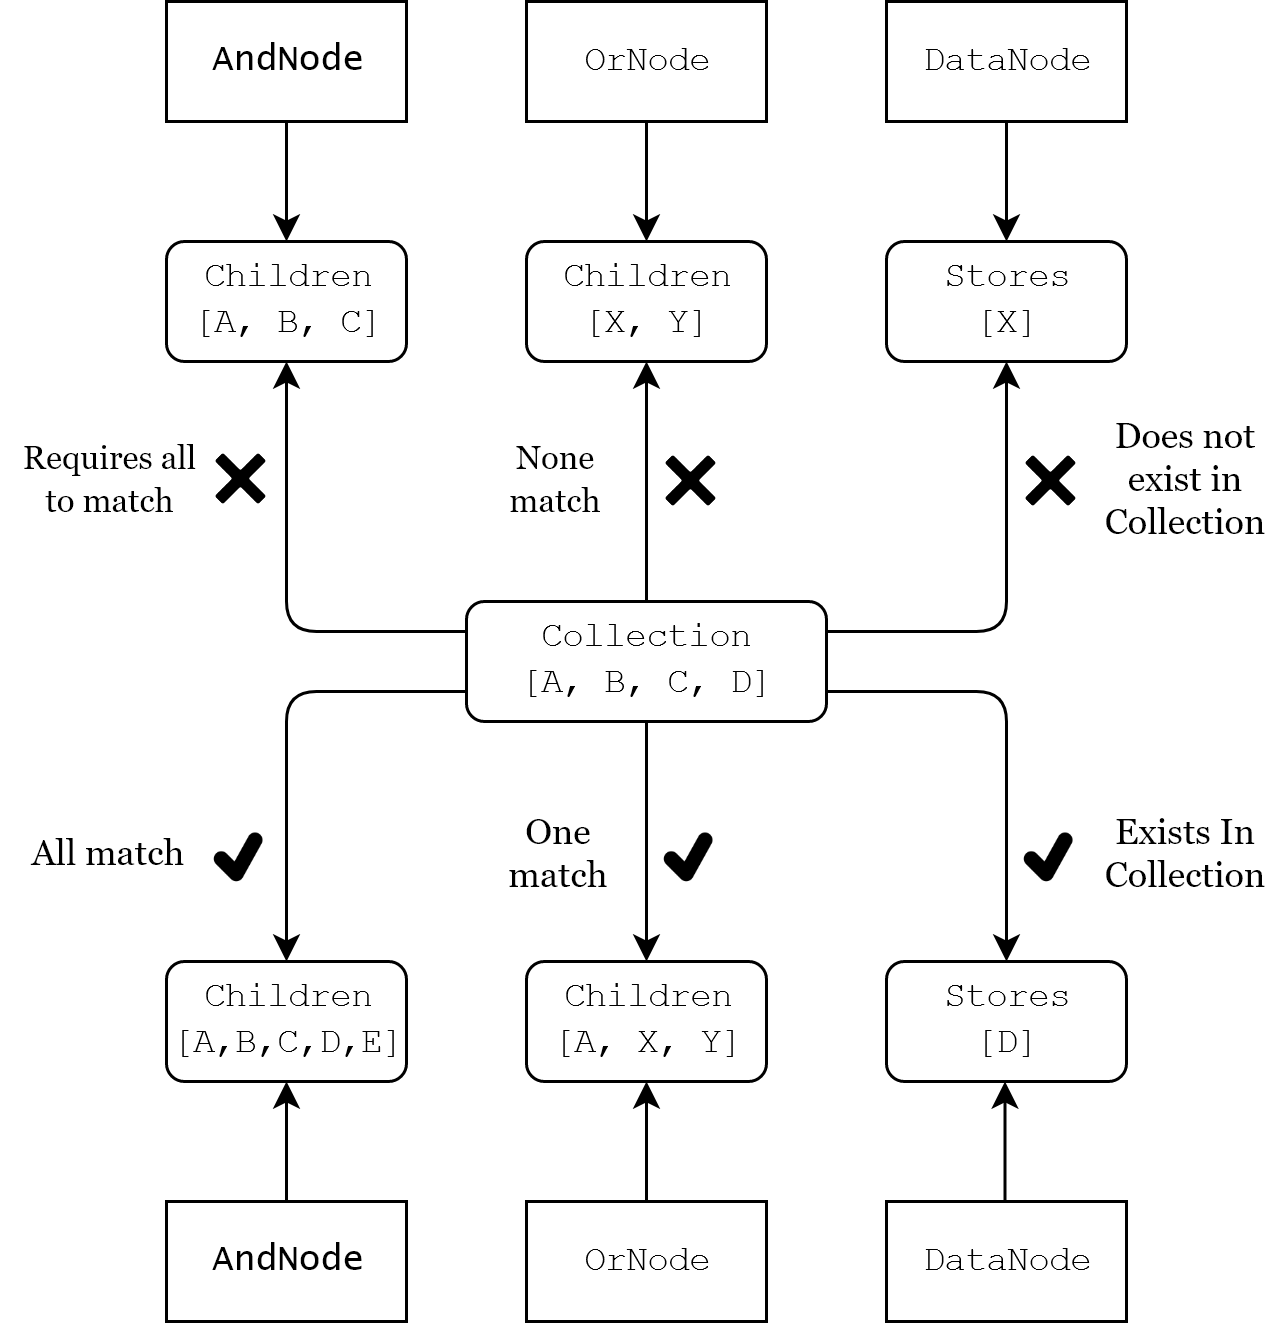 AndNode
OrNode
DataNode
Children
[A, B, C]
Children
[X, Y]
Stores
[X]
Requires all
to match
None
match
Does not
exist in
Collection
Collection
[A, B, C, D]
All match
One
match
Exists In
Collection
Children
[A,B,C,D,E]
Children
[A, X, Y]
Stores
[D]
AndNode
OrNode
DataNode